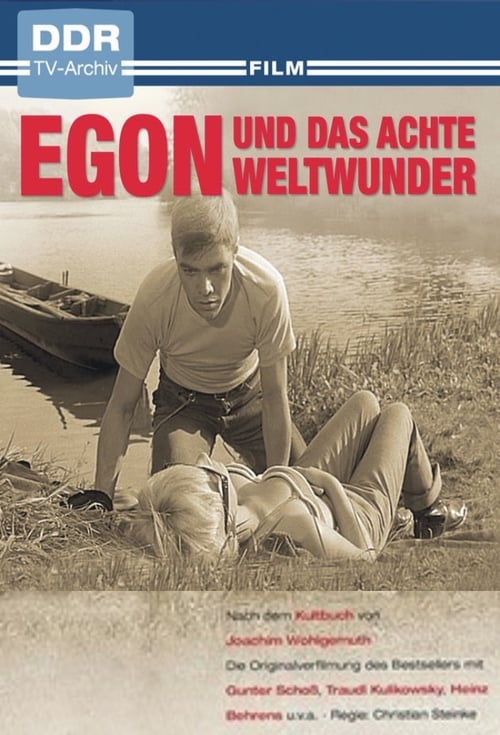 DDR
TV-Archiv
FILM
EGON UND DAS ACHTE
WELTWUNDER
Nach dem Kultbuch von
Joachim Wohlgemuth
Die Originalverfilmung des Bestsellers mit
Gunter Schoß, Traudl Kulikowsky, Heinz
Behrens u.v.a. · Regie: Christian Steinke